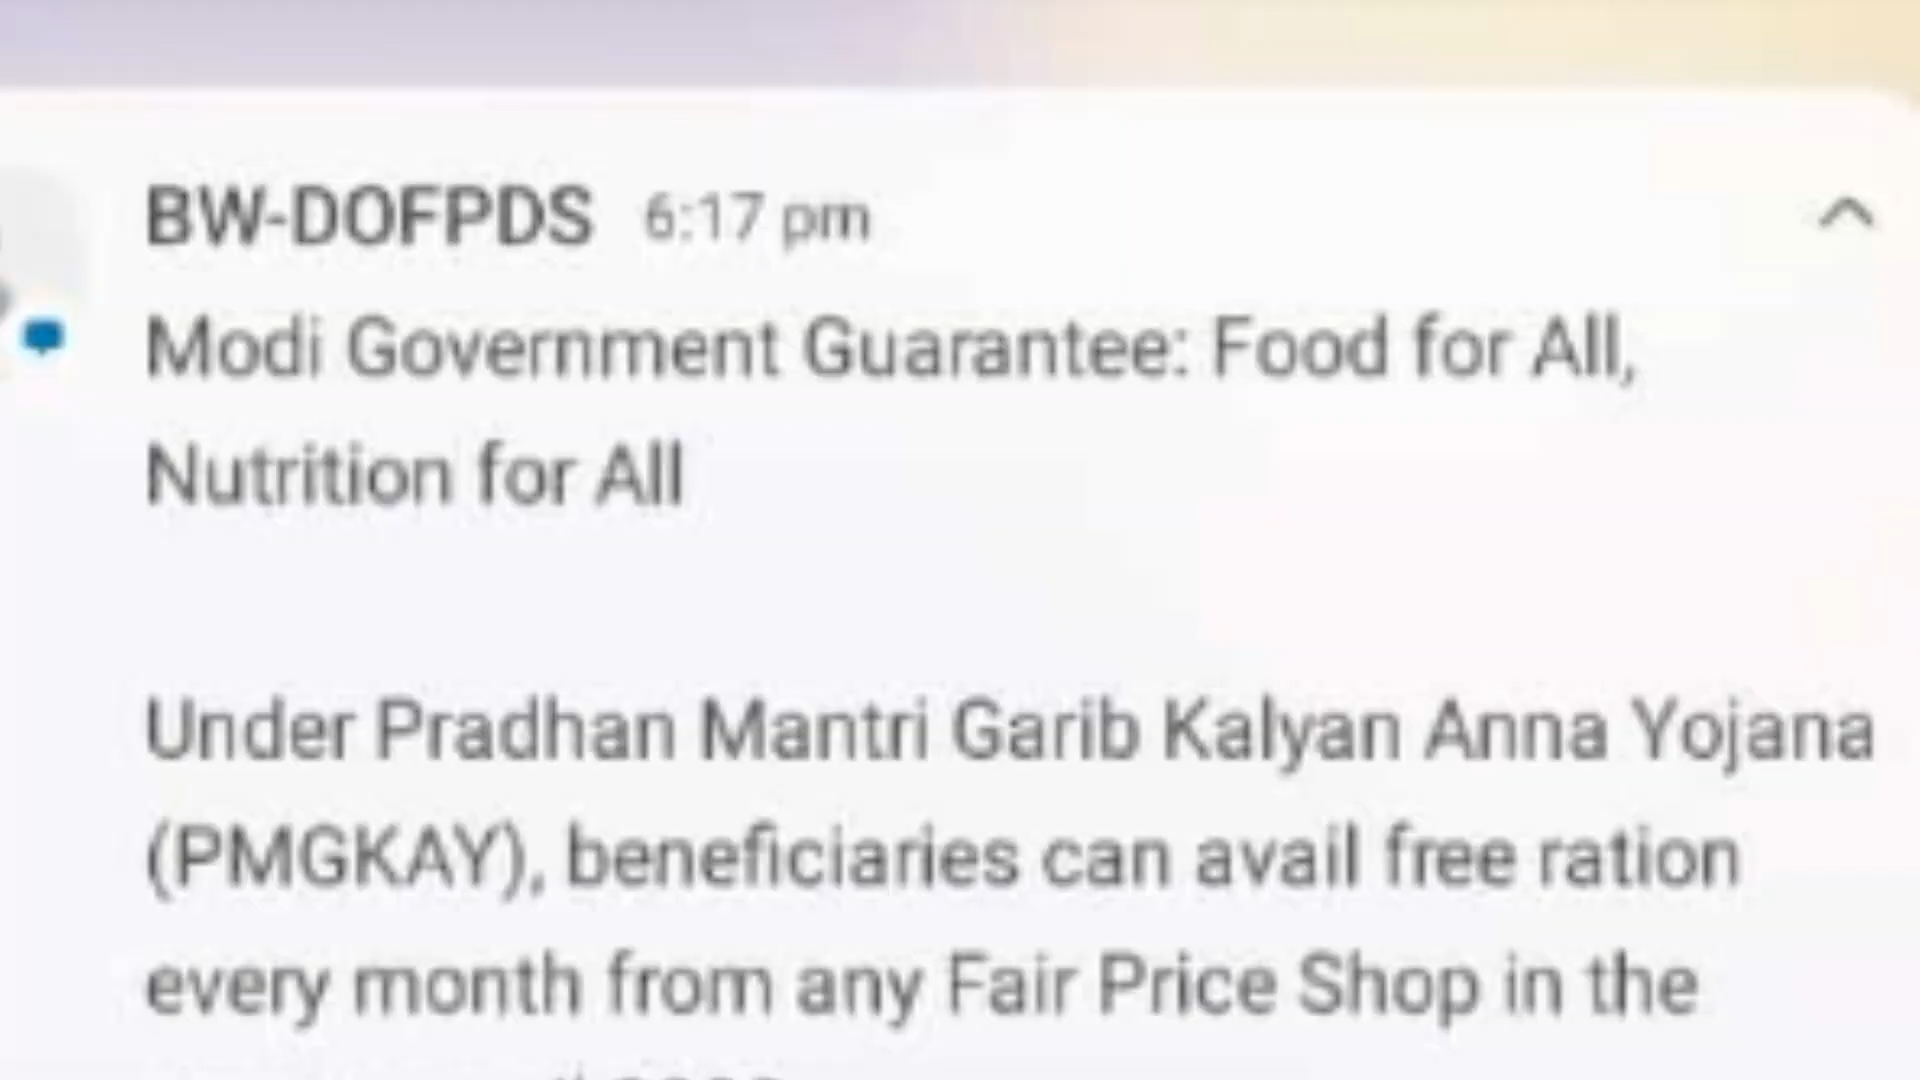 BW-DOFPDS 6:17 pm
Modi Government Guarantee: Food for All,
Nutrition for All
Under Pradhan Mantri Garib Kalyan Anna Yojana
(PMGKAY), beneficiaries can avail free ration
every month from any Fair Price Shop in the